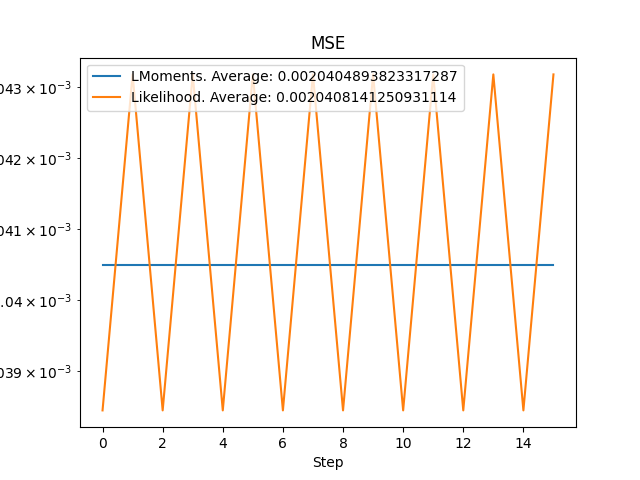 MSE
LMoments. Average: 0.0020404893823317287
Likelihood. Average: 0.0020408141250931114
043 × 10⁻³
042 × 10⁻³
041 × 10⁻³
.04 × 10⁻³
039 × 10⁻³
0 2 4 6 8 10 12 14
Step